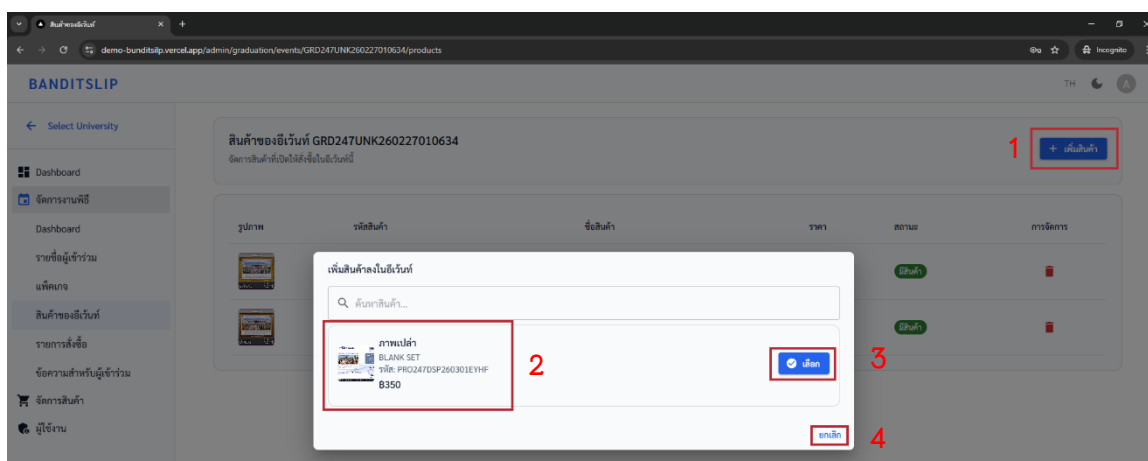 สินค้าของอีเว้นท์
demo-bunditsilp.vercel.app/admin/graduation/events/GRD247UNK260227010634/products
Incognito
BANDITSLIP
TH
A
Select University
สินค้าของอีเว้นท์ GRD247UNK260227010634
จัดการสินค้าที่เปิดให้สั่งซื้อในอีเว้นท์นี้
1
+ เพิ่มสินค้า
Dashboard
จัดการงานพิธี
Dashboard
รายชื่อผู้เข้าร่วม
แพ็คเกจ
สินค้าของอีเว้นท์
รายการสั่งซื้อ
ข้อความสำหรับผู้เข้าร่วม
จัดการสินค้า
ผู้ใช้งาน
รูปภาพ รหัสสินค้า ชื่อสินค้า ราคา สถานะ การจัดการ
มีสินค้า
มีสินค้า
เพิ่มสินค้าลงในอีเว้นท์
ค้นหาสินค้า...
ภาพเปล่า
BLANK SET
รหัส: PRO247DSP260301EYHF
฿350
2
เลือก
3
ยกเลิก
4